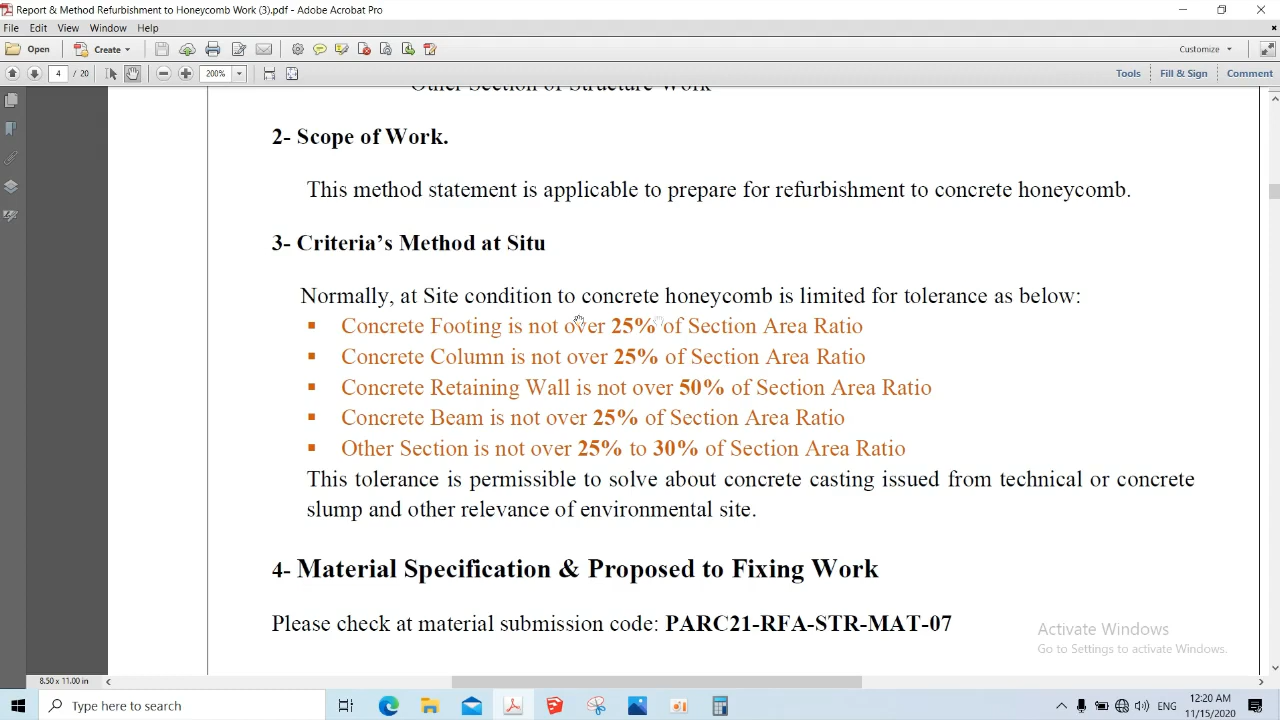 Report & Method Refurbishment to Honeycomb Work (3).pdf - Adobe Acrobat Pro
File Edit View Window Help
Open Create Customize
4 / 20 200% Tools Fill & Sign Comment
Other Section of Structure Work
2- Scope of Work.
This method statement is applicable to prepare for refurbishment to concrete honeycomb.
3- Criteria's Method at Situ
Normally, at Site condition to concrete honeycomb is limited for tolerance as below:
▪ Concrete Footing is not over 25% of Section Area Ratio
▪ Concrete Column is not over 25% of Section Area Ratio
▪ Concrete Retaining Wall is not over 50% of Section Area Ratio
▪ Concrete Beam is not over 25% of Section Area Ratio
▪ Other Section is not over 25% to 30% of Section Area Ratio
This tolerance is permissible to solve about concrete casting issued from technical or concrete
slump and other relevance of environmental site.
4- Material Specification & Proposed to Fixing Work
Please check at material submission code: PARC21-RFA-STR-MAT-07
Activate Windows
Go to Settings to activate Windows.
8.50 x 11.00 in
Type here to search
ENG
12:20 AM
11/15/2020